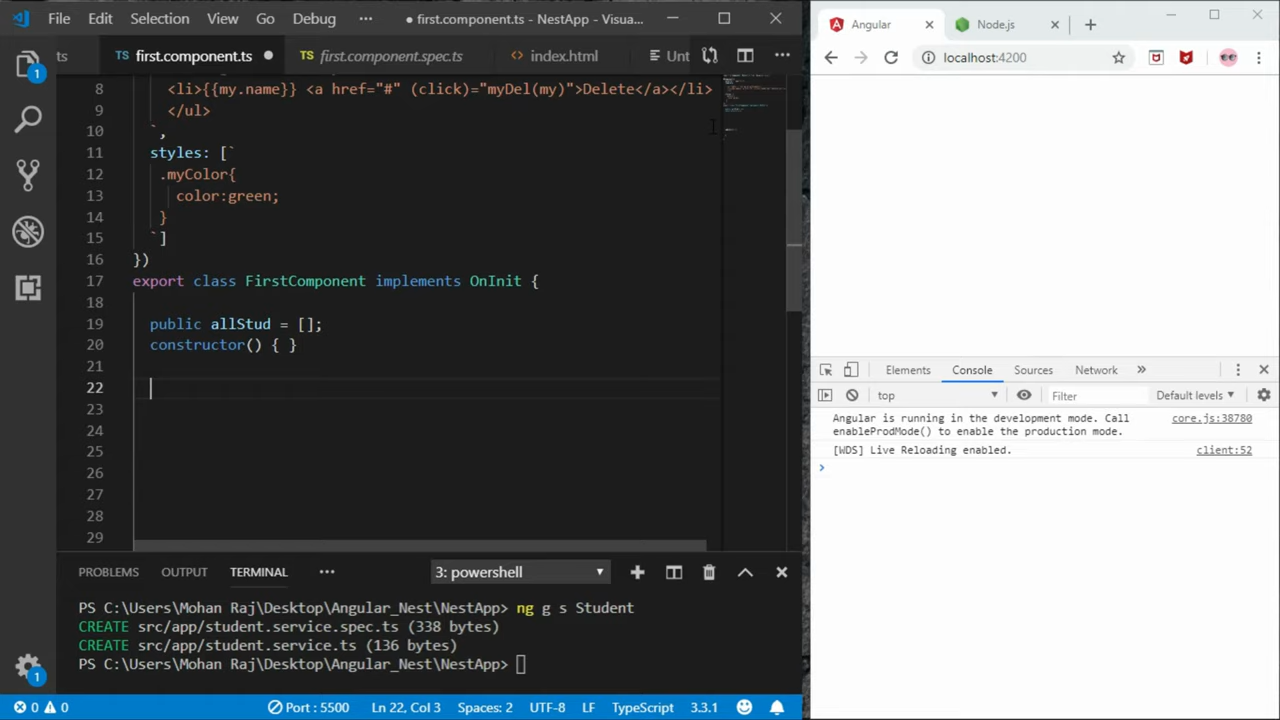 File Edit Selection View Go Debug ··· ● first.component.ts - NestApp - Visua...
ts TS first.component.ts ● TS first.component.spec.ts <> index.html Unt ···
8 <li>{{my.name}} <a href="#" (click)="myDel(my)">Delete</a></li>
9 </ul>
10 `,
11 styles: [`
12 .myColor{
13 color:green;
14 }
15 `]
16 })
17 export class FirstComponent implements OnInit {
18
19 public allStud = [];
20 constructor() { }
21
22
23
24
25
26
27
28
29
PROBLEMS OUTPUT TERMINAL ··· 3: powershell
PS C:\Users\Mohan Raj\Desktop\Angular_Nest\NestApp> ng g s Student
CREATE src/app/student.service.spec.ts (338 bytes)
CREATE src/app/student.service.ts (136 bytes)
PS C:\Users\Mohan Raj\Desktop\Angular_Nest\NestApp>
0 0 Port : 5500 Ln 22, Col 3 Spaces: 2 UTF-8 LF TypeScript 3.3.1
1
1
Angular Node.js
localhost:4200
Elements Console Sources Network »
top Filter Default levels
Angular is running in the development mode. Call core.js:38780
enableProdMode() to enable the production mode.
[WDS] Live Reloading enabled. client:52